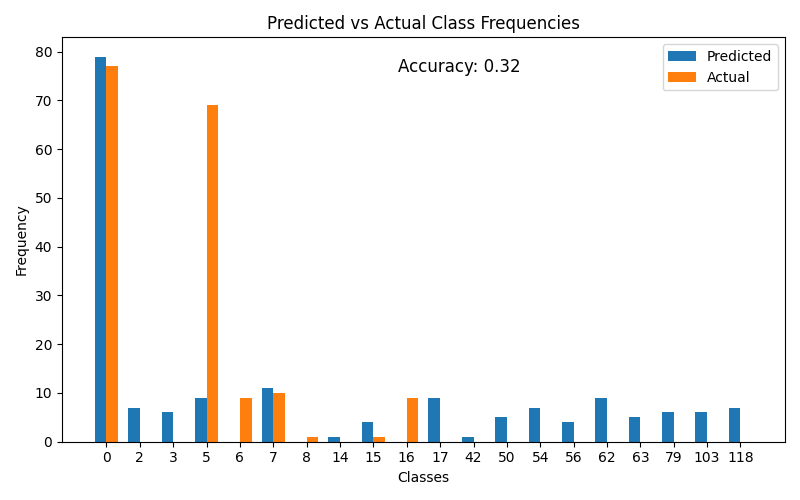 Predicted vs Actual Class Frequencies
Accuracy: 0.32
Predicted
Actual
Frequency
80
70
60
50
40
30
20
10
0
0 2 3 5 6 7 8 14 15 16 17 42 50 54 56 62 63 79 103 118
Classes